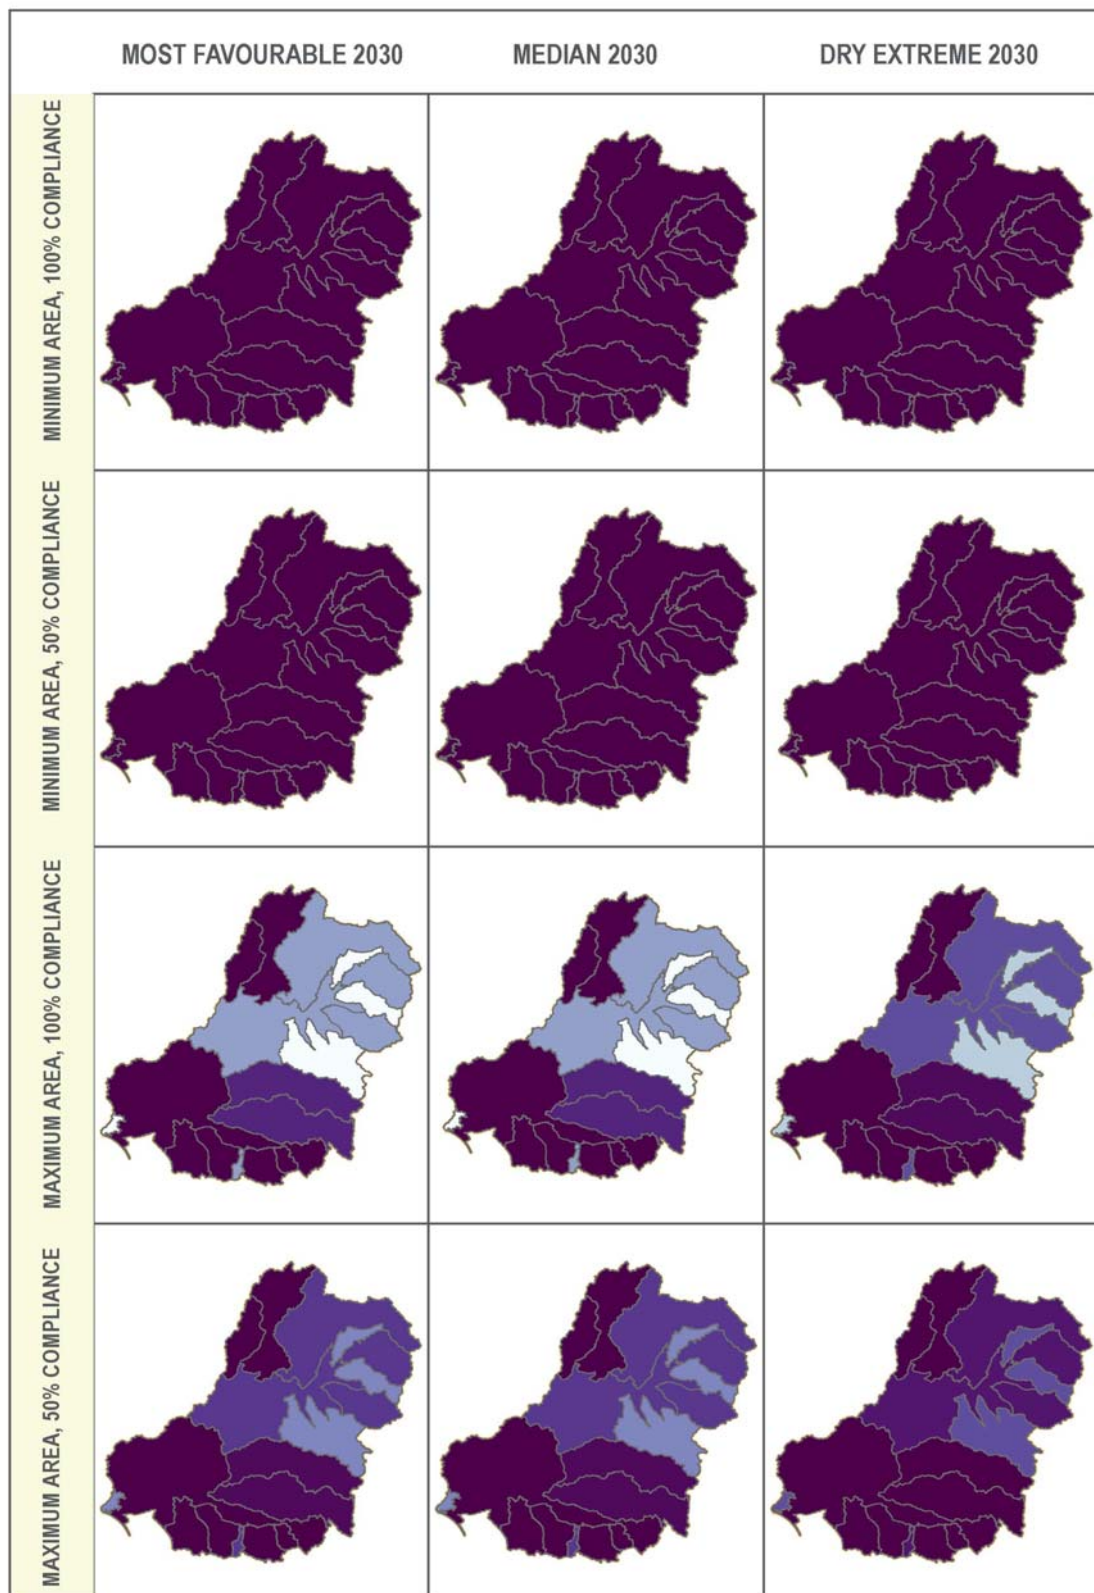 MOST FAVOURABLE 2030
MEDIAN 2030
DRY EXTREME 2030
MINIMUM AREA, 100% COMPLIANCE
MINIMUM AREA, 50% COMPLIANCE
MAXIMUM AREA, 100% COMPLIANCE
MAXIMUM AREA, 50% COMPLIANCE